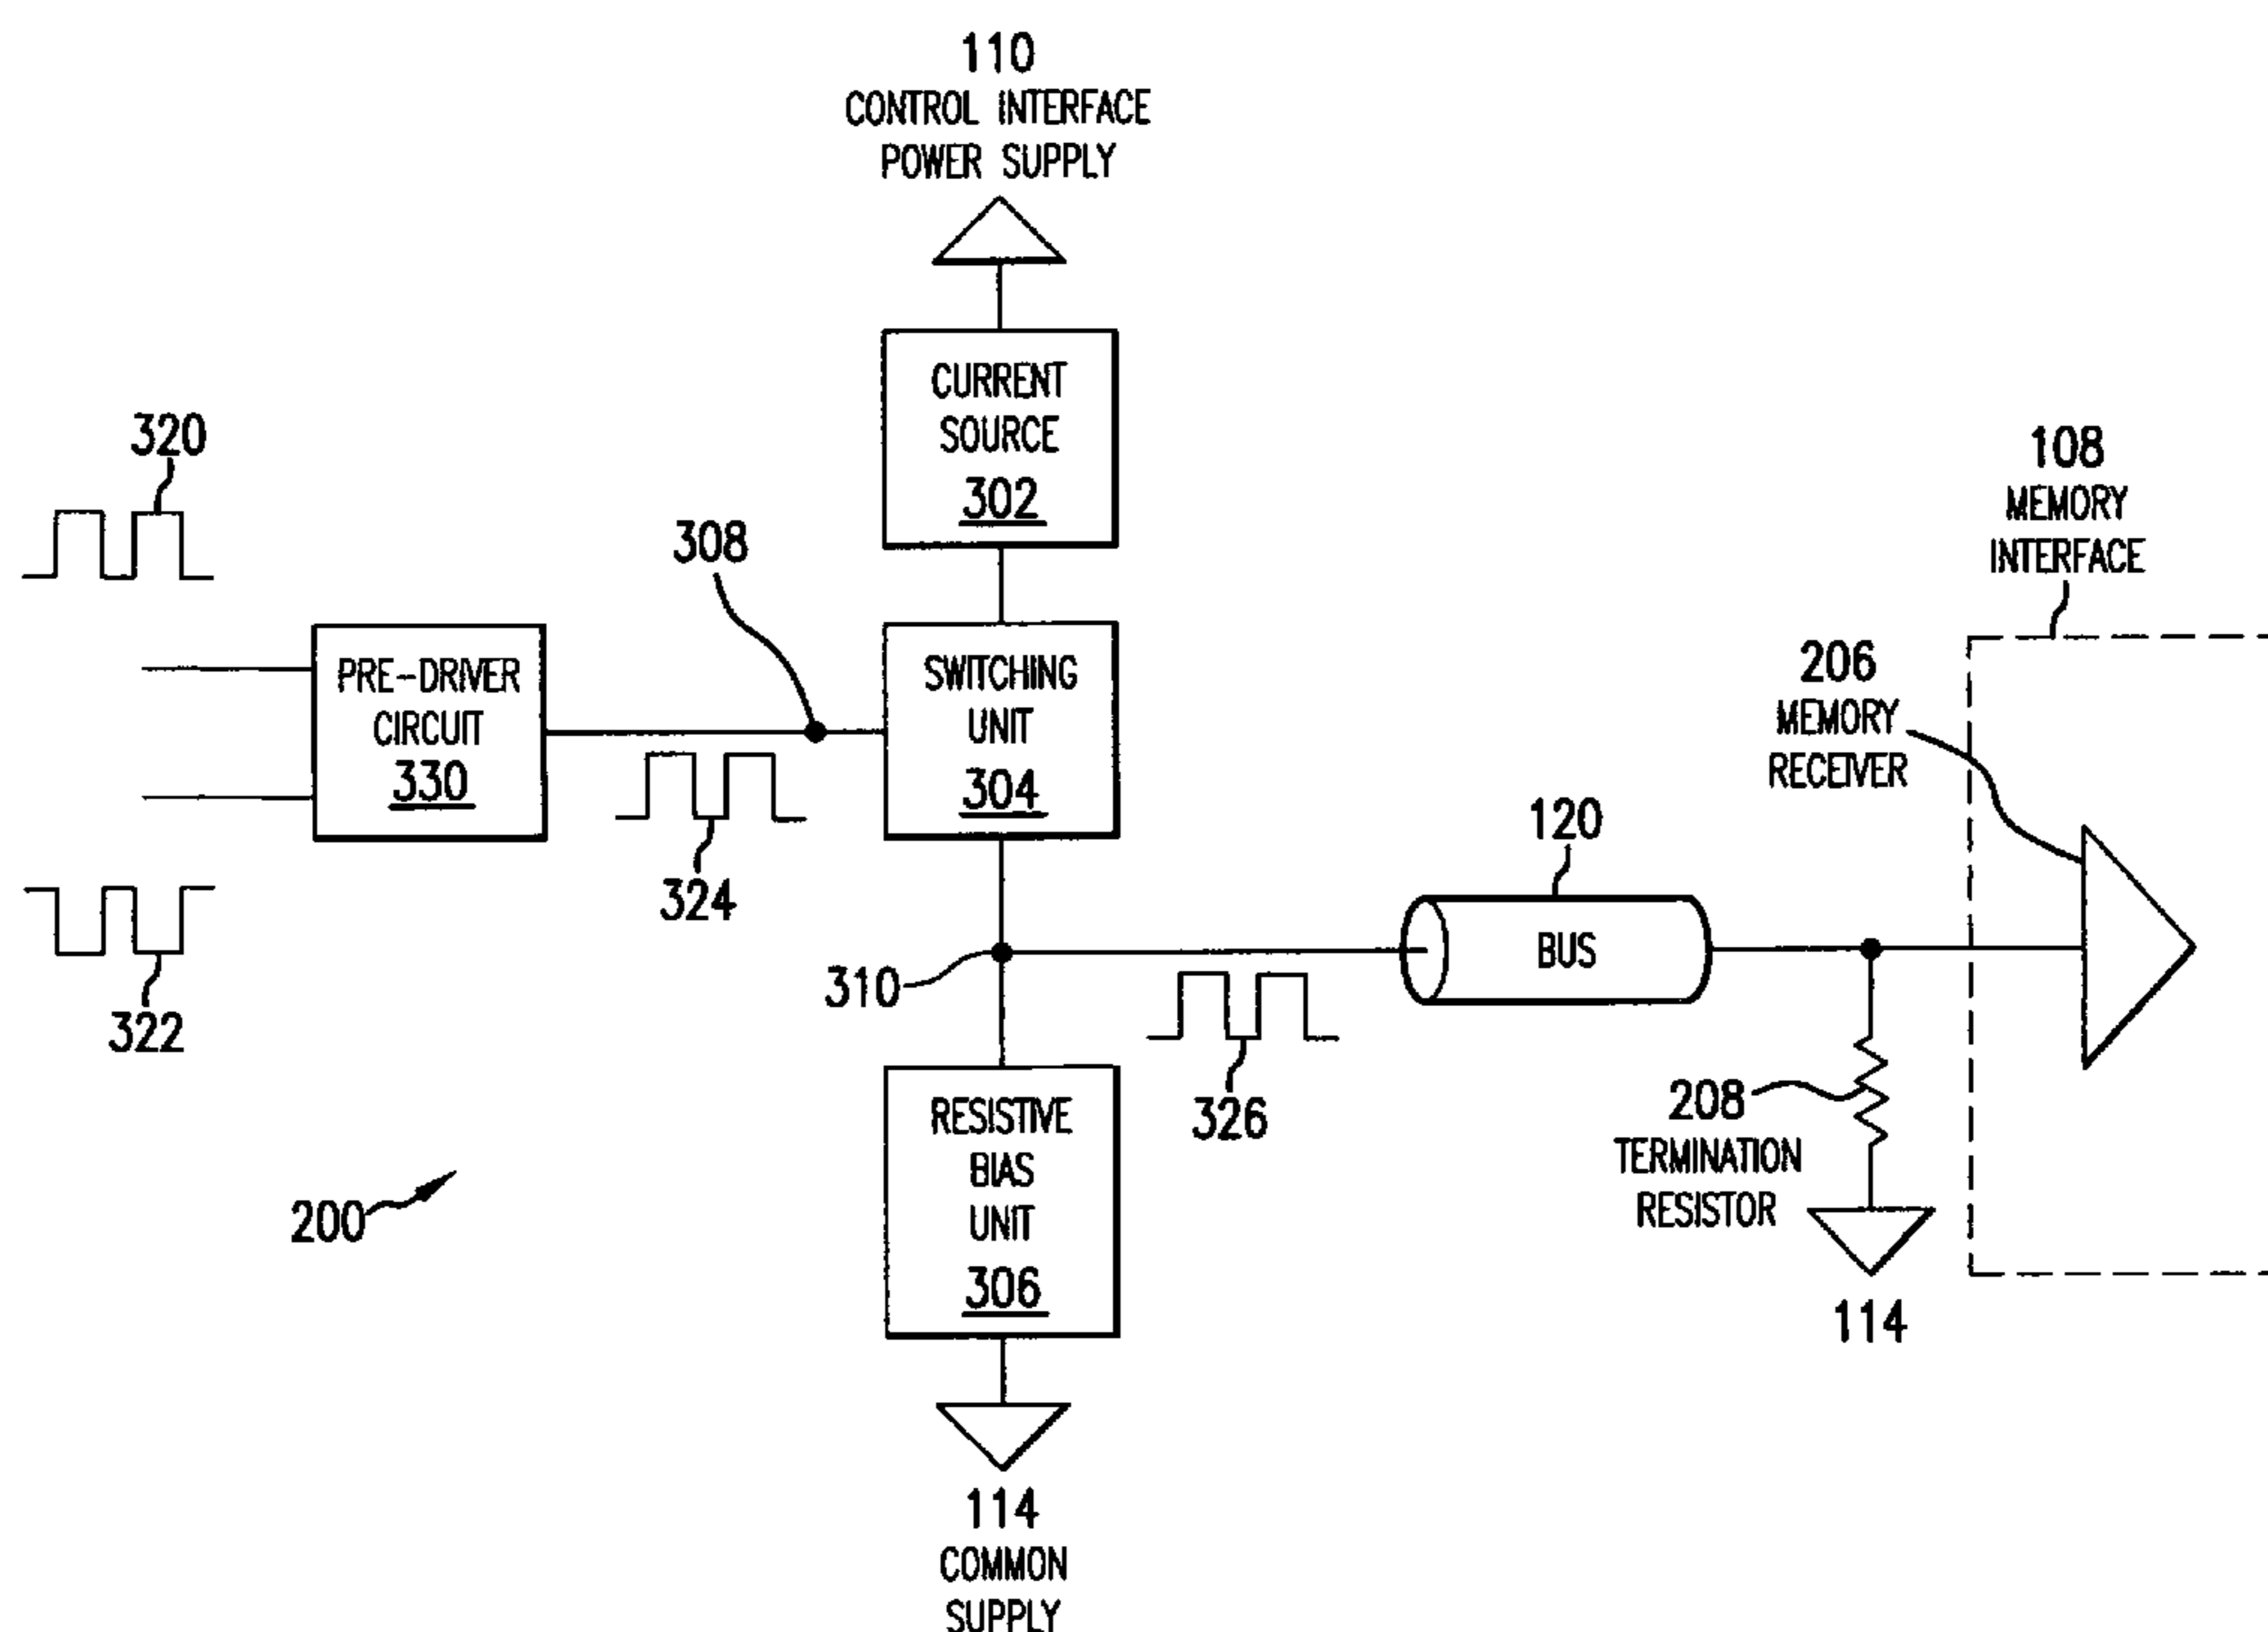 110
CONTROL INTERFACE
POWER SUPPLY
CURRENT
SOURCE
302
320
308
108
MEMORY
INTERFACE
PRE-DRIVER
CIRCUIT
330
SWITCHING
UNIT
304
206
MEMORY
RECEIVER
324
120
BUS
322
310
326
RESISTIVE
BIAS
UNIT
306
208
TERMINATION
RESISTOR
200
114
114
COMMON
SUPPLY